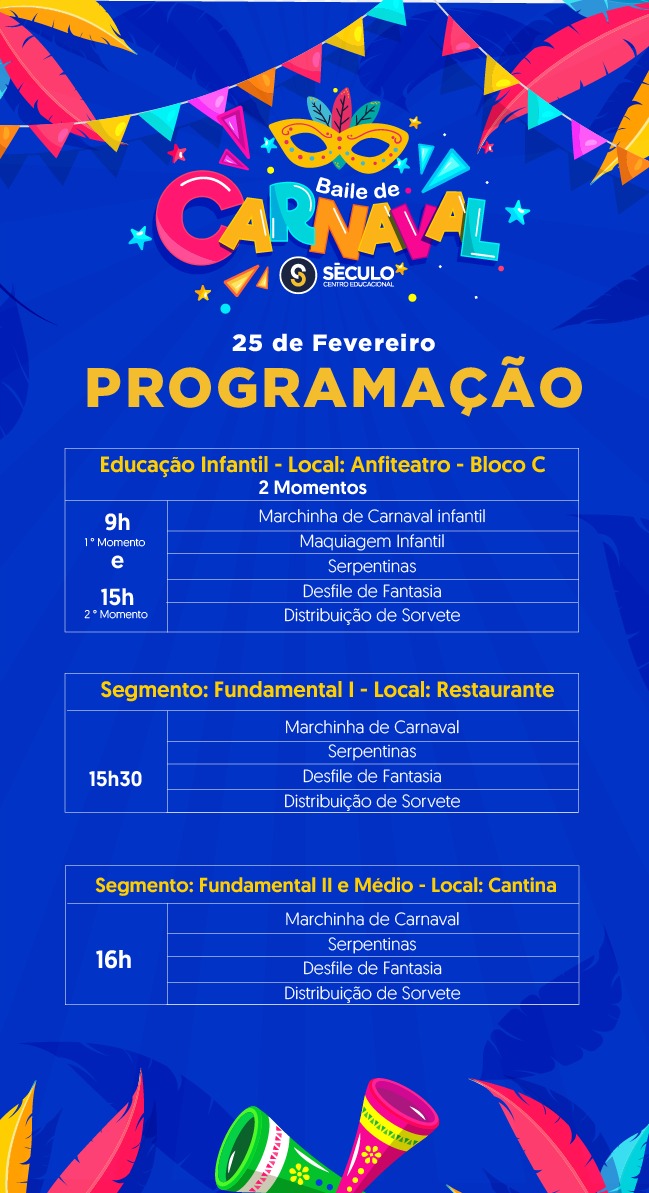 Baile de
CARNAVAL
SÉCULO
CENTRO EDUCACIONAL
25 de Fevereiro
PROGRAMAÇÃO
Educação Infantil - Local: Anfiteatro - Bloco C
2 Momentos
9h
1° Momento
e
15h
2° Momento
Marchinha de Carnaval infantil
Maquiagem Infantil
Serpentinas
Desfile de Fantasia
Distribuição de Sorvete
Segmento: Fundamental I - Local: Restaurante
15h30
Marchinha de Carnaval
Serpentinas
Desfile de Fantasia
Distribuição de Sorvete
Segmento: Fundamental II e Médio - Local: Cantina
16h
Marchinha de Carnaval
Serpentinas
Desfile de Fantasia
Distribuição de Sorvete